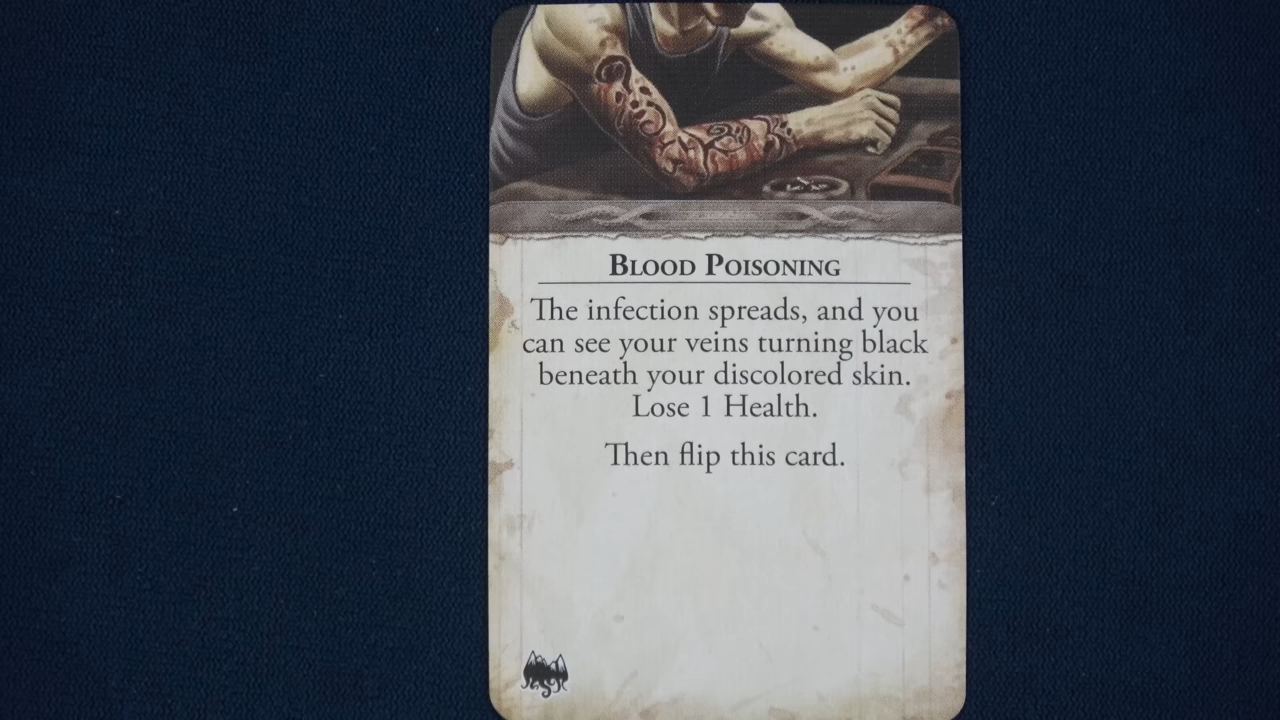 Blood Poisoning
The infection spreads, and you
can see your veins turning black
beneath your discolored skin.
Lose 1 Health.
Then flip this card.